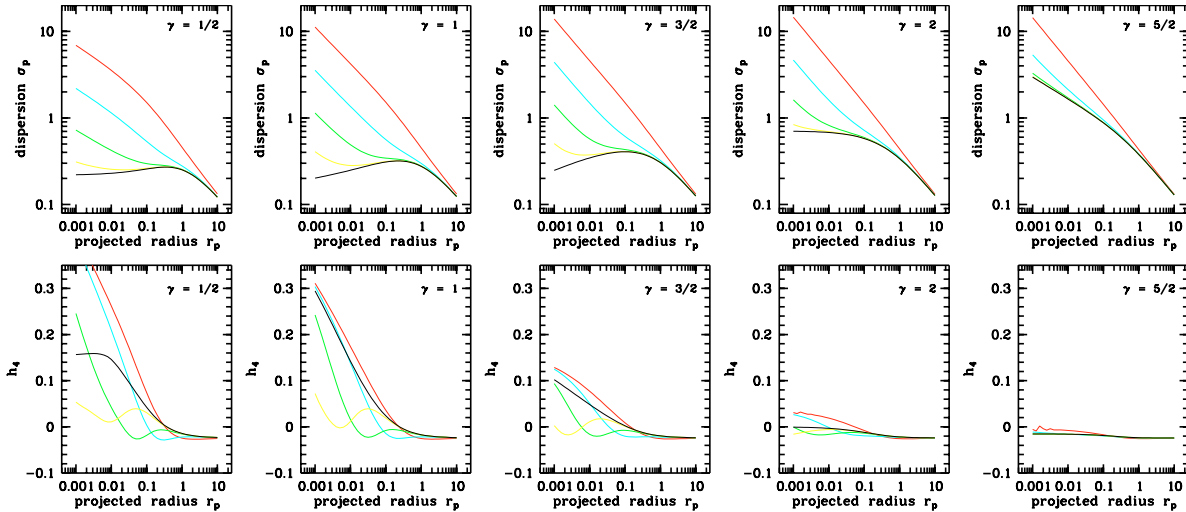 γ = 1/2
γ = 1
γ = 3/2
γ = 2
γ = 5/2
dispersion σp
dispersion σp
dispersion σp
dispersion σp
dispersion σp
10
1
0.1
10
1
0.1
10
1
0.1
10
1
0.1
10
1
0.1
0.001 0.01 0.1 1 10
0.001 0.01 0.1 1 10
0.001 0.01 0.1 1 10
0.001 0.01 0.1 1 10
0.001 0.01 0.1 1 10
projected radius rp
projected radius rp
projected radius rp
projected radius rp
projected radius rp
γ = 1/2
γ = 1
γ = 3/2
γ = 2
γ = 5/2
h4
h4
h4
h4
h4
0.3
0.2
0.1
0
−0.1
0.3
0.2
0.1
0
−0.1
0.3
0.2
0.1
0
−0.1
0.3
0.2
0.1
0
−0.1
0.3
0.2
0.1
0
−0.1
0.001 0.01 0.1 1 10
0.001 0.01 0.1 1 10
0.001 0.01 0.1 1 10
0.001 0.01 0.1 1 10
0.001 0.01 0.1 1 10
projected radius rp
projected radius rp
projected radius rp
projected radius rp
projected radius rp